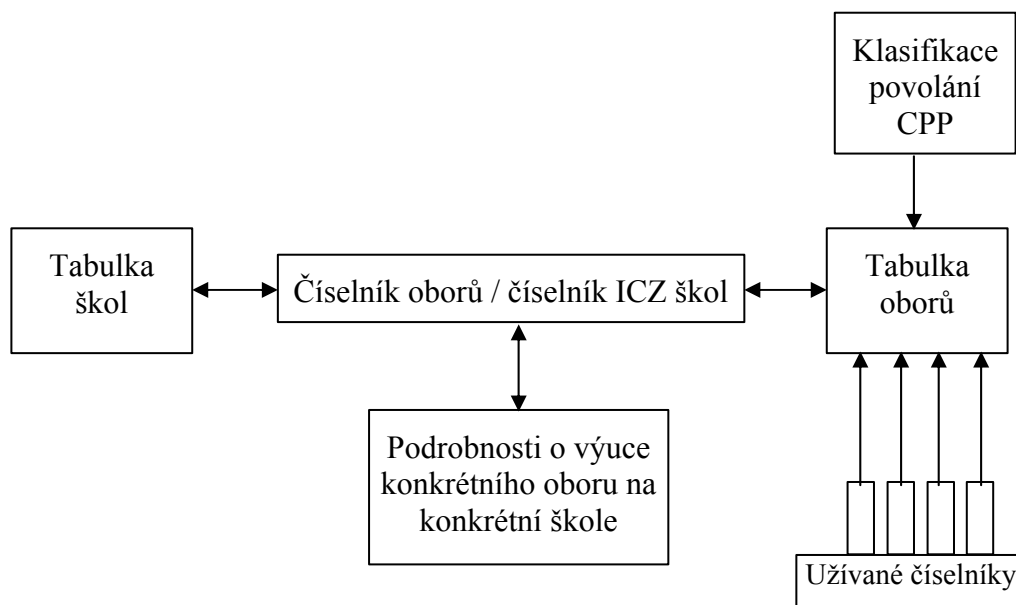 Klasifikace
povolání
CPP
Tabulka
škol
Číselník oborů / číselník ICZ škol
Tabulka
oborů
Podrobnosti o výuce
konkrétního oboru na
konkrétní škole
Užívané číselníky